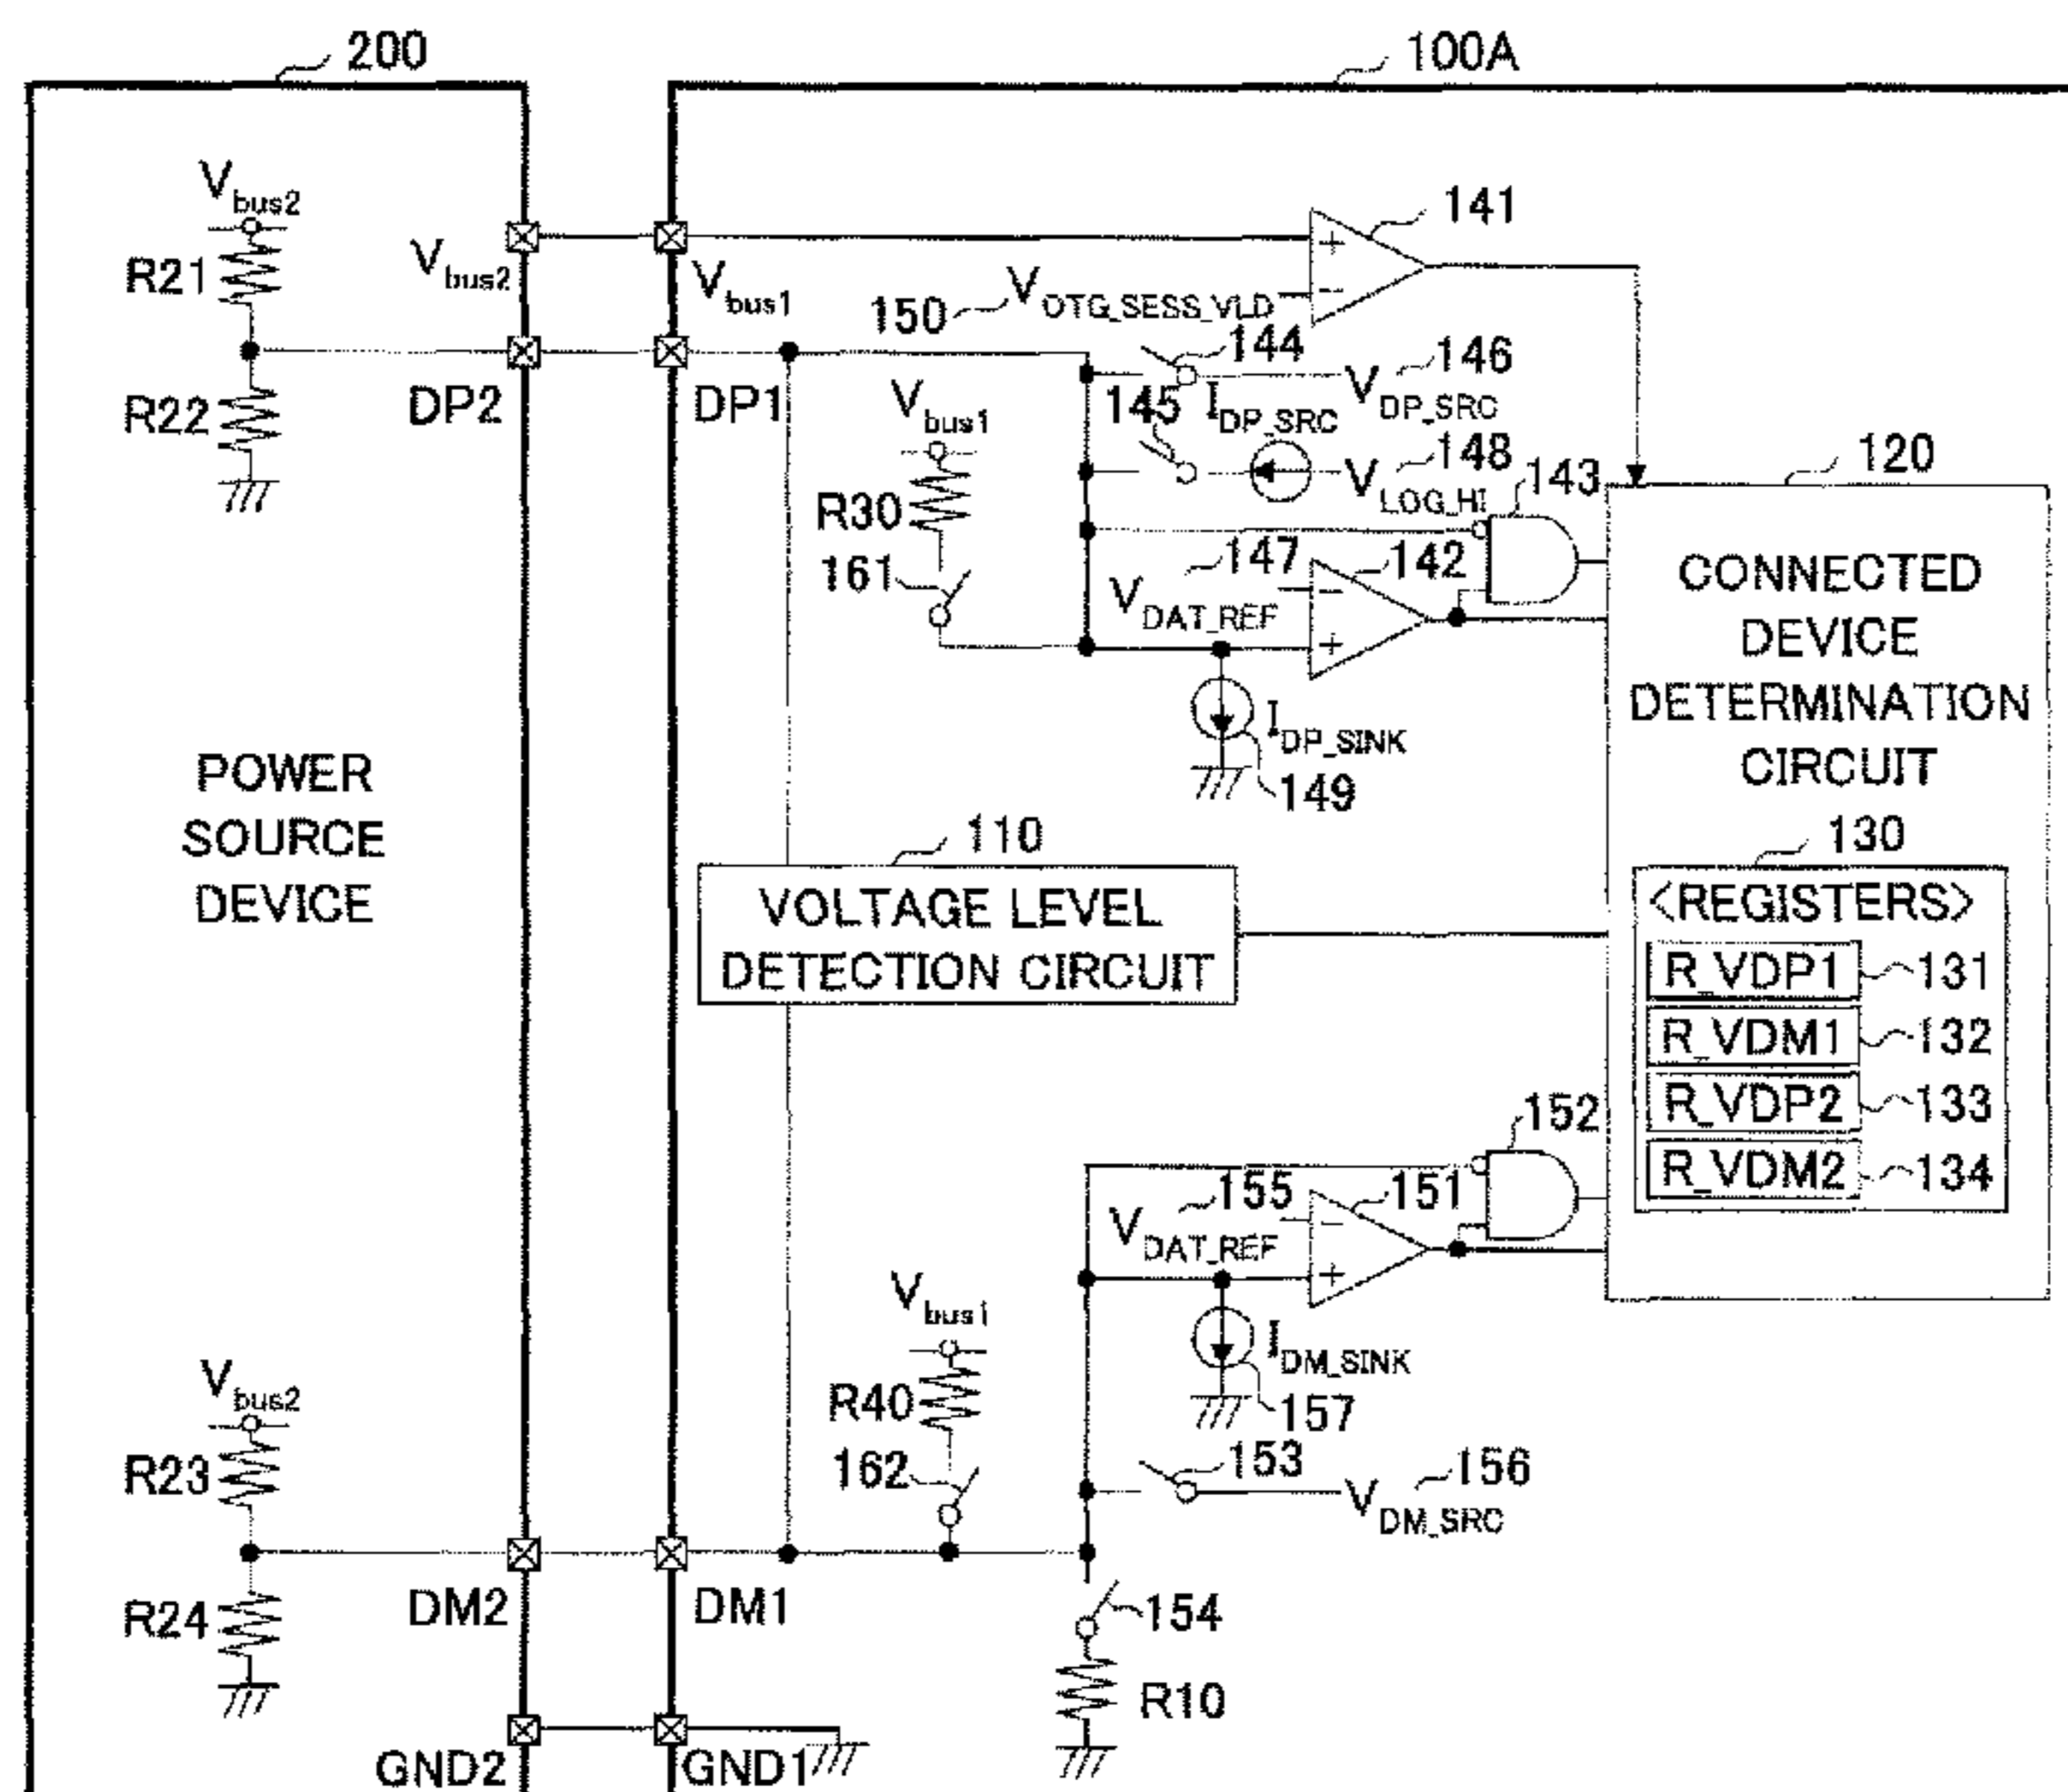 200
100A
Vbus2
R21
R22
Vbus2
DP2
Vbus1
DP1
141
150
VOTG_SESS_VLD
144
146
VDP_SRC
145
IDP_SRC
148
VLOG_HI
143
120
Vbus1
R30
161
147
142
VDAT_REF
IDP_SINK
149
CONNECTED
DEVICE
DETERMINATION
CIRCUIT
POWER
SOURCE
DEVICE
110
VOLTAGE LEVEL
DETECTION CIRCUIT
130
<REGISTERS>
R_VDP1
131
R_VDM1
132
R_VDP2
133
R_VDM2
134
152
155
151
VDAT_REF
IDM_SINK
157
Vbus1
R40
162
153
156
VDM_SRC
Vbus2
R23
R24
DM2
DM1
154
R10
GND2
GND1
+
−
−
+
−
+